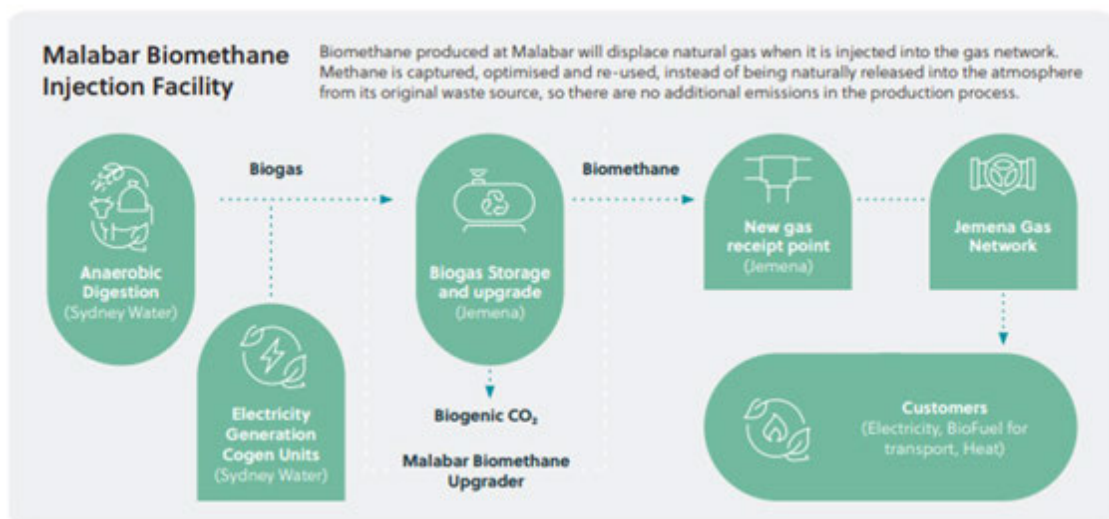 Malabar Biomethane
Injection Facility
Biomethane produced at Malabar will displace natural gas when it is injected into the gas network.
Methane is captured, optimised and re-used, instead of being naturally released into the atmosphere
from its original waste source, so there are no additional emissions in the production process.
Anaerobic
Digestion
(Sydney Water)
Biogas
Electricity
Generation
Cogen Units
(Sydney Water)
Biogas Storage
and upgrade
(Jemena)
Biogenic CO₂
Malabar Biomethane
Upgrader
Biomethane
New gas
receipt point
(Jemena)
Jemena Gas
Network
Customers
(Electricity, BioFuel for
transport, Heat)